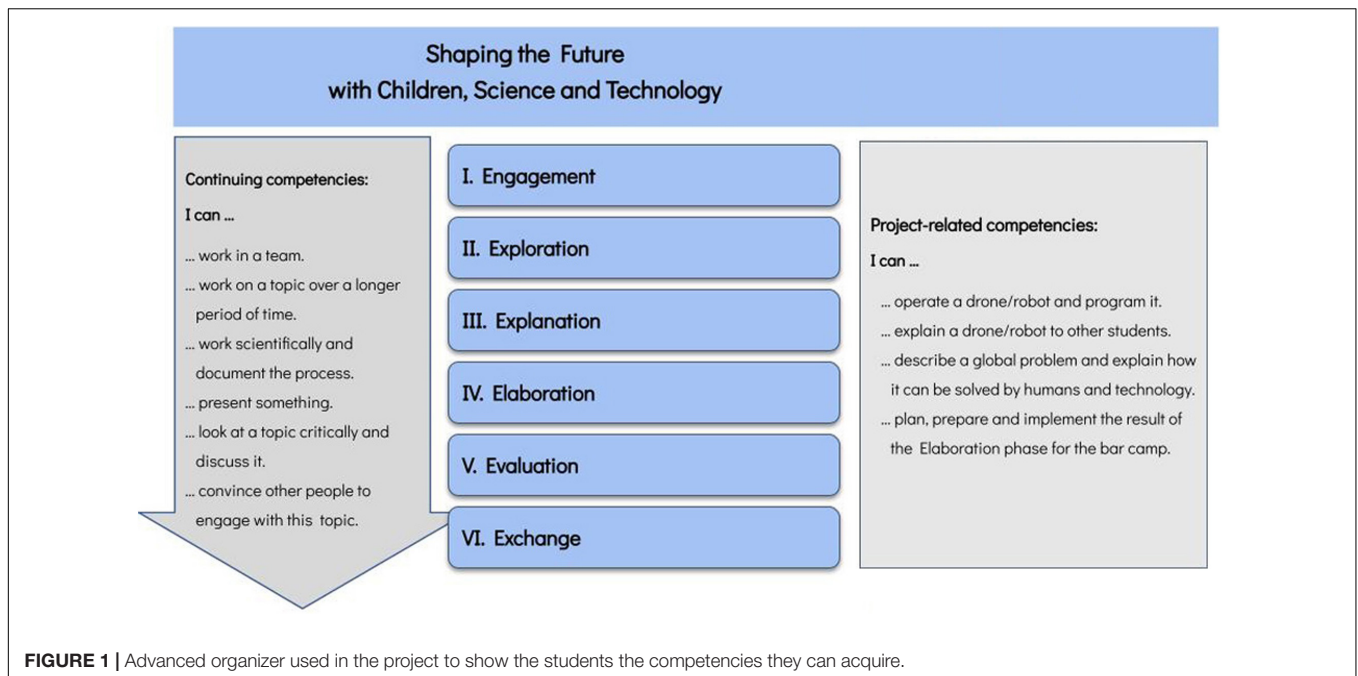 Shaping the Future
with Children, Science and Technology
Continuing competencies:
I can ...
... work in a team.
... work on a topic over a longer
period of time.
... work scientifically and
document the process.
... present something.
... look at a topic critically and
discuss it.
... convince other people to
engage with this topic.
I. Engagement
II. Exploration
III. Explanation
IV. Elaboration
V. Evaluation
VI. Exchange
Project-related competencies:
I can ...
... operate a drone/robot and program it.
... explain a drone/robot to other students.
... describe a global problem and explain how
it can be solved by humans and technology.
... plan, prepare and implement the result of
the Elaboration phase for the bar camp.
FIGURE 1 | Advanced organizer used in the project to show the students the competencies they can acquire.